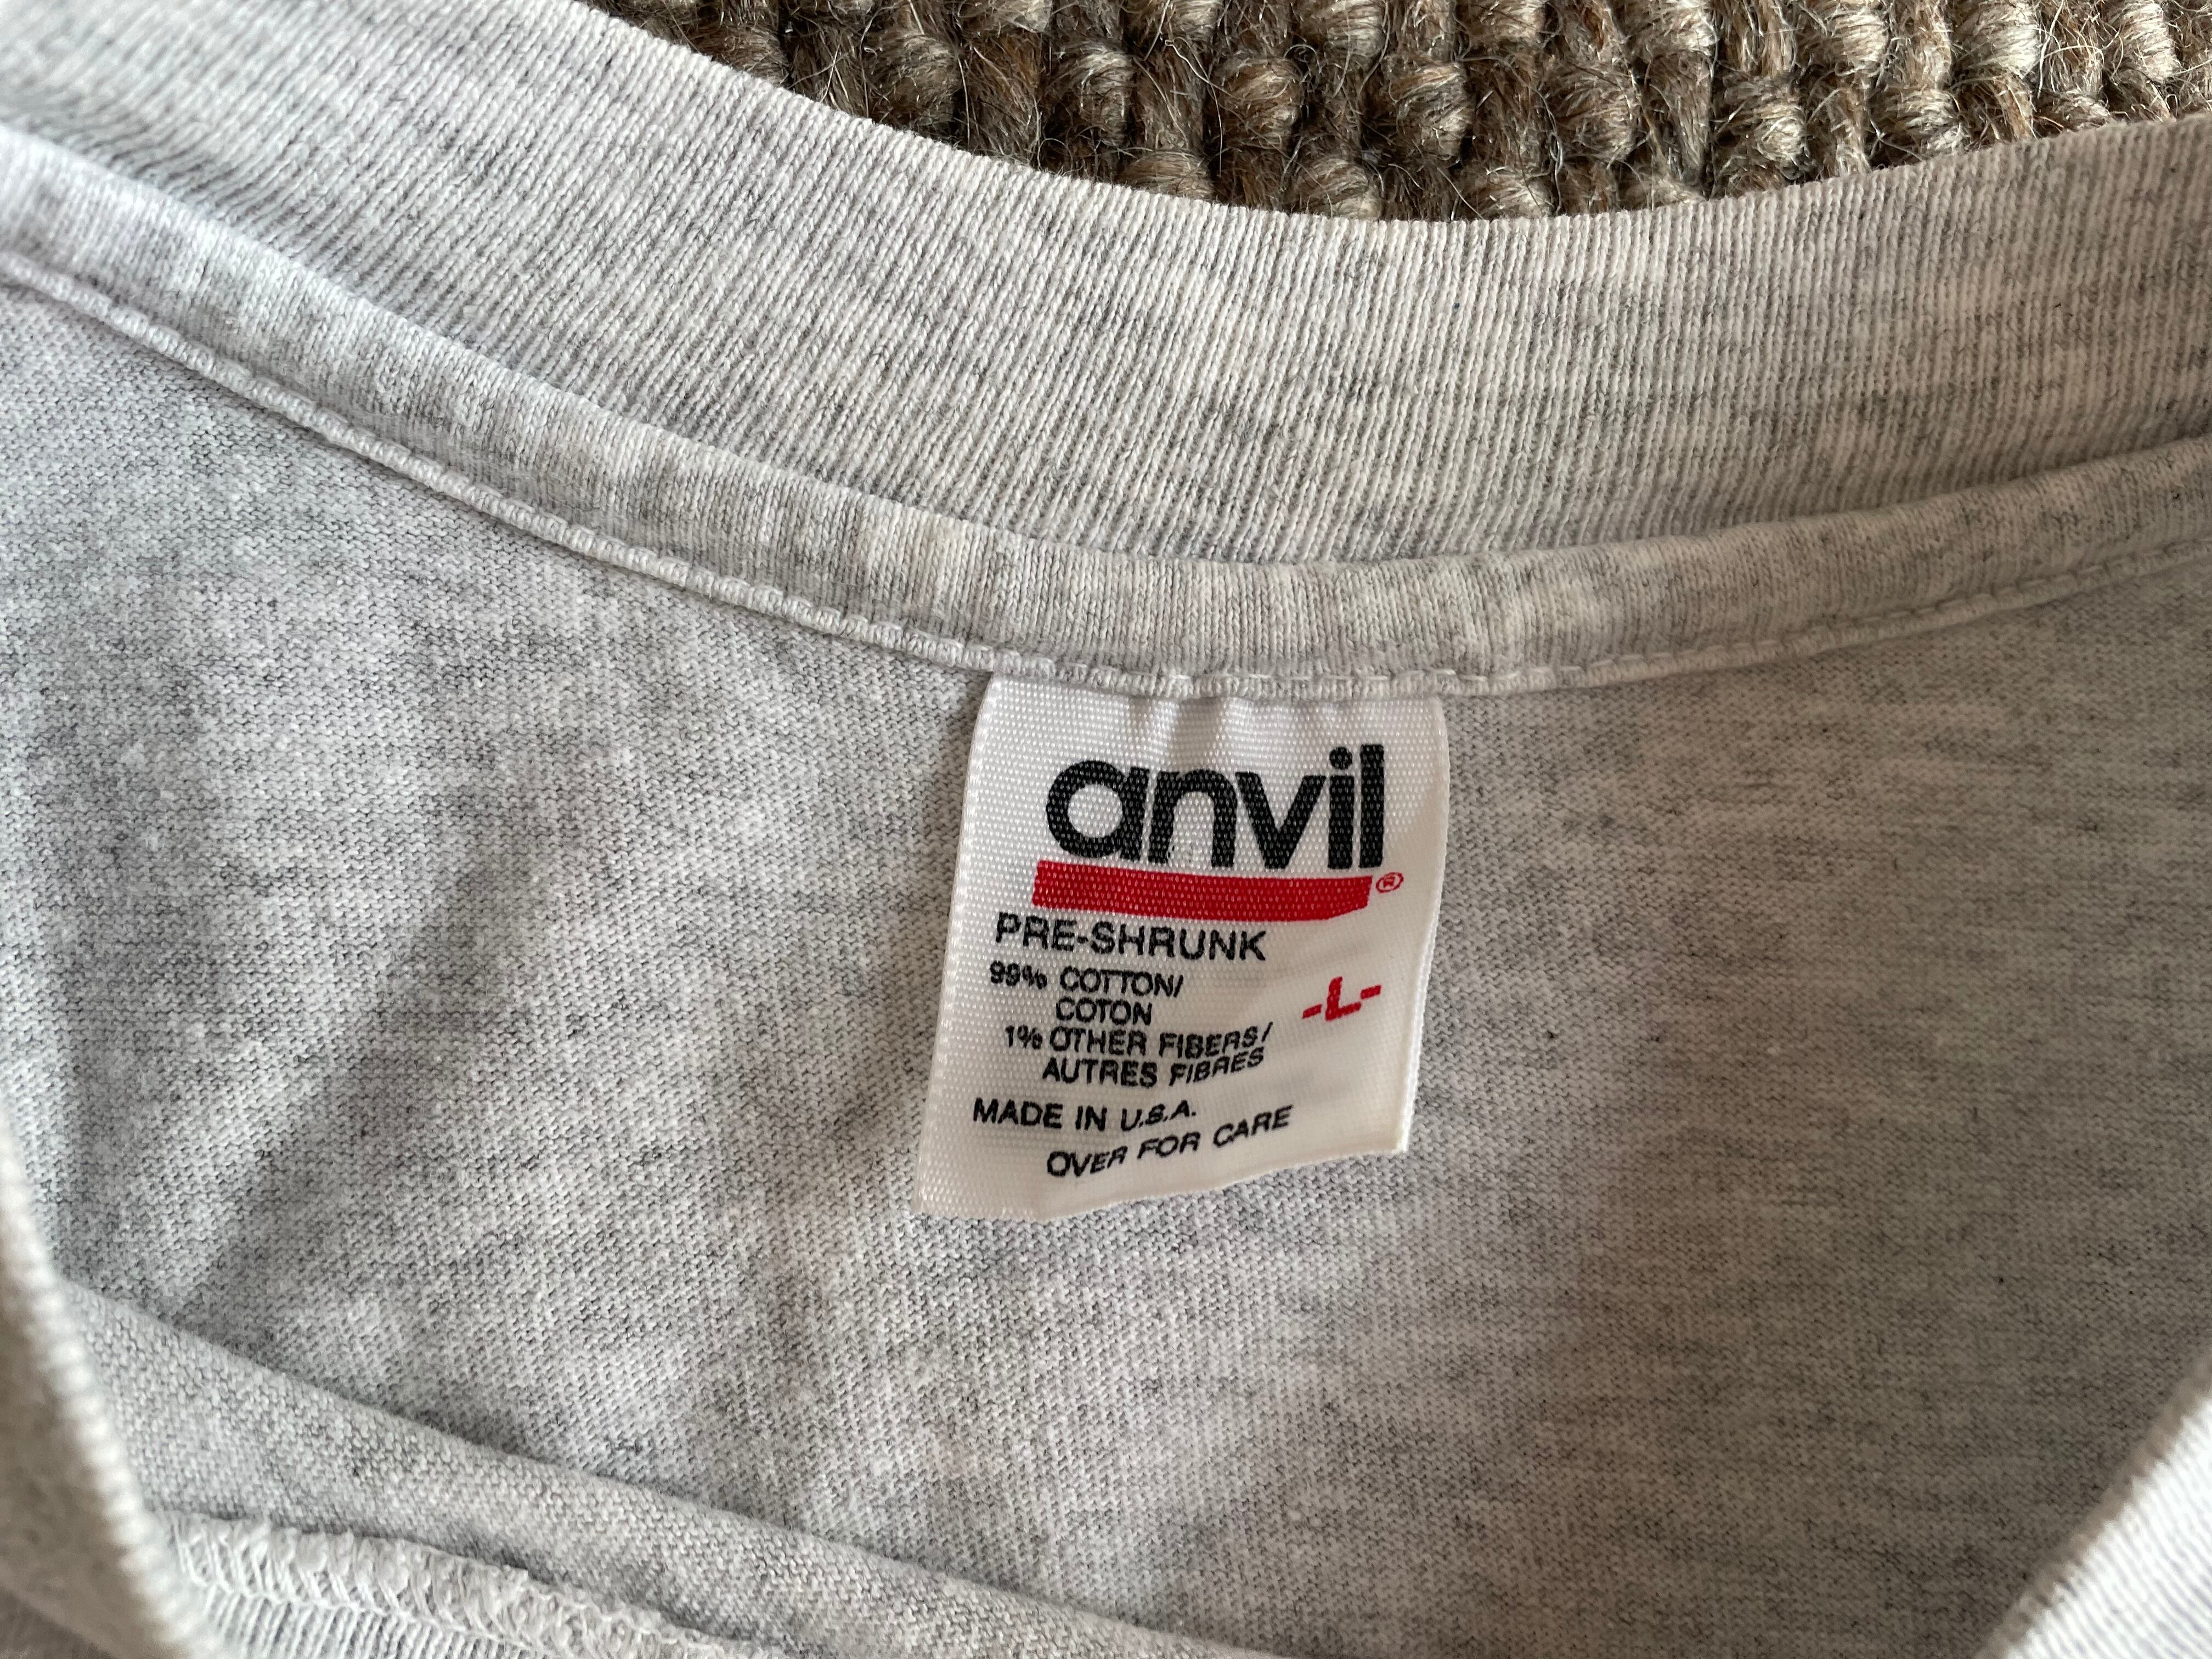 anvil®
PRE-SHRUNK
99% COTTON/
COTON
-L-
1% OTHER FIBERS/
AUTRES FIBRES
MADE IN U.S.A.
OVER FOR CARE